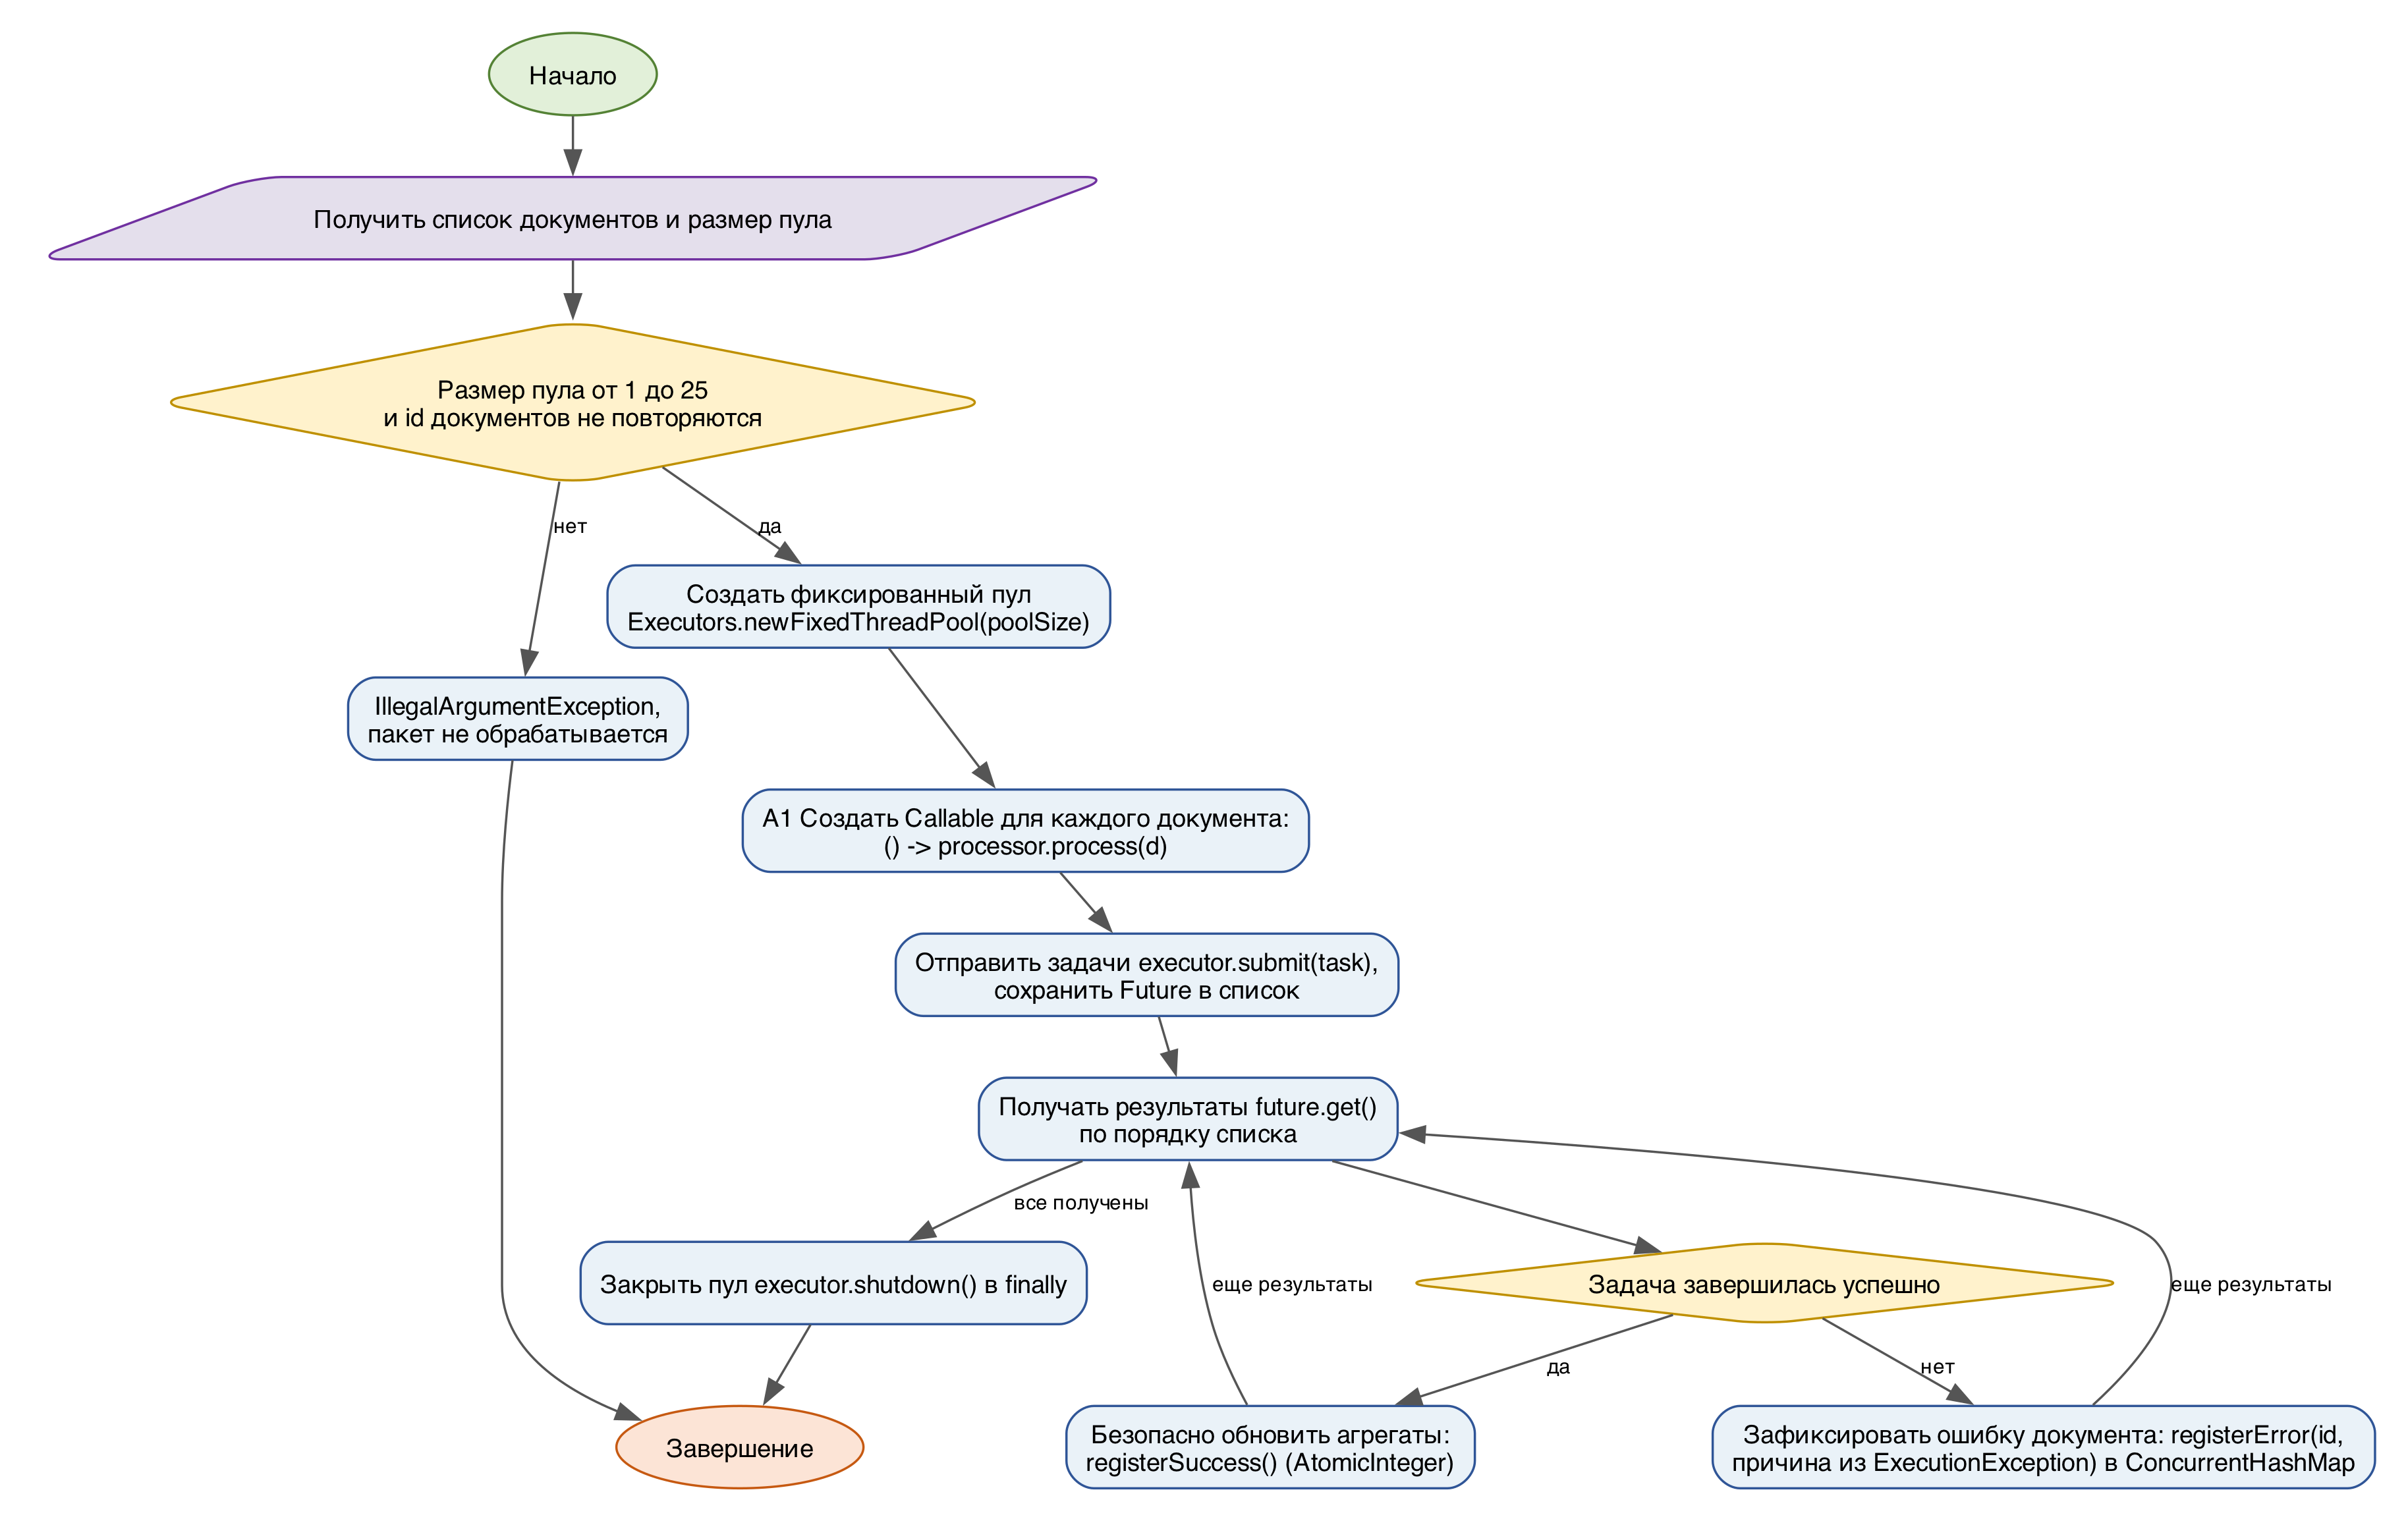 Начало
Получить список документов и размер пула
Размер пула от 1 до 25
и id документов не повторяются
нет
да
Создать фиксированный пул
Executors.newFixedThreadPool(poolSize)
IllegalArgumentException,
пакет не обрабатывается
A1 Создать Callable для каждого документа:
() -> processor.process(d)
Отправить задачи executor.submit(task),
сохранить Future в список
Получать результаты future.get()
по порядку списка
все получены
Закрыть пул executor.shutdown() в finally
еще результаты
Задача завершилась успешно
еще результаты
да
нет
Завершение
Безопасно обновить агрегаты:
registerSuccess() (AtomicInteger)
Зафиксировать ошибку документа: registerError(id,
причина из ExecutionException) в ConcurrentHashMap